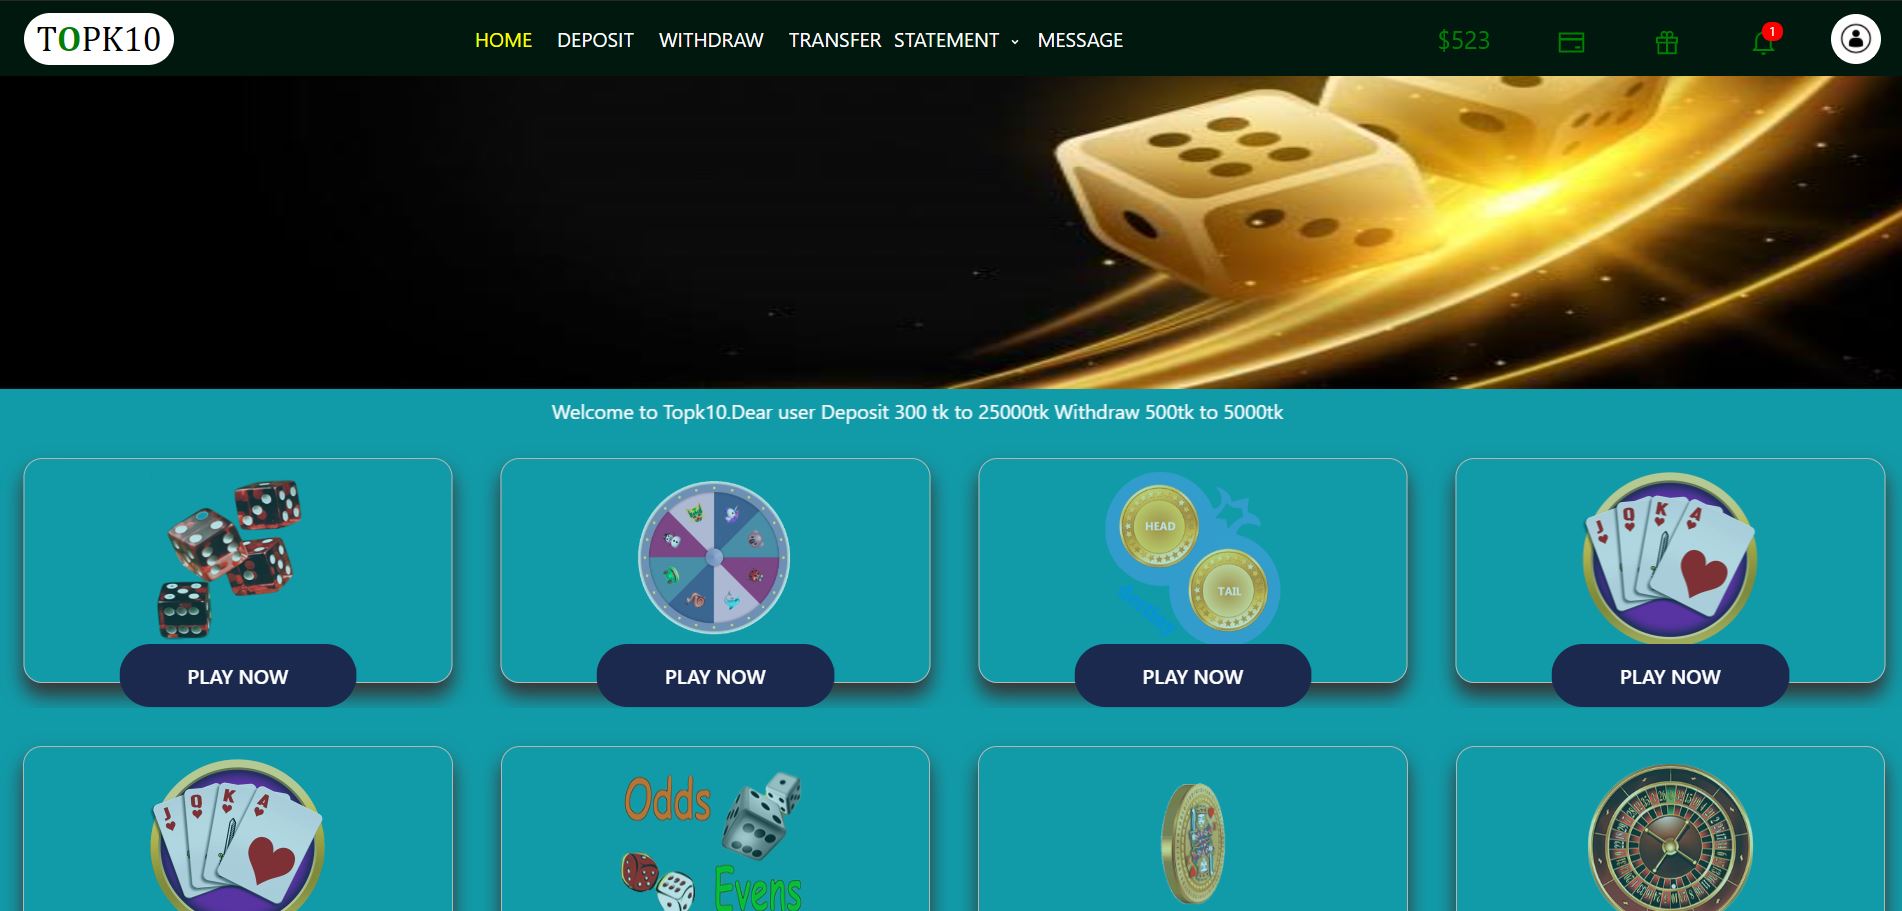 TOPK10
HOME DEPOSIT WITHDRAW TRANSFER STATEMENT MESSAGE
$523
1
Welcome to Topk10.Dear user Deposit 300 tk to 25000tk Withdraw 500tk to 5000tk
HEAD
TAIL
J Q K A
PLAY NOW PLAY NOW PLAY NOW PLAY NOW
J Q K A
Odds
Evens